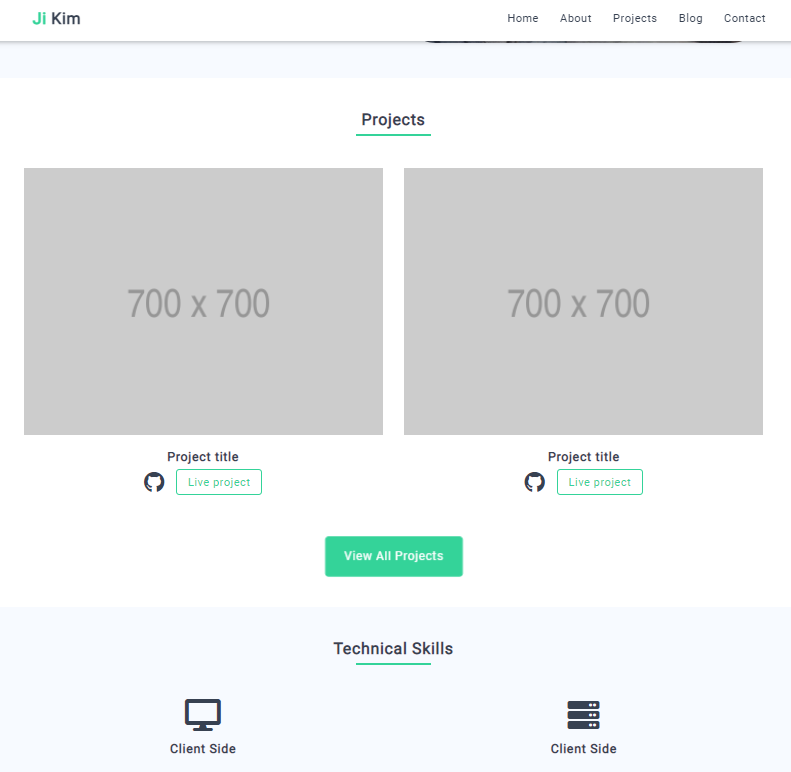 Ji Kim
Home About Projects Blog Contact
Projects
700 x 700
700 x 700
Project title
Live project
Project title
Live project
View All Projects
Technical Skills
Client Side
Client Side